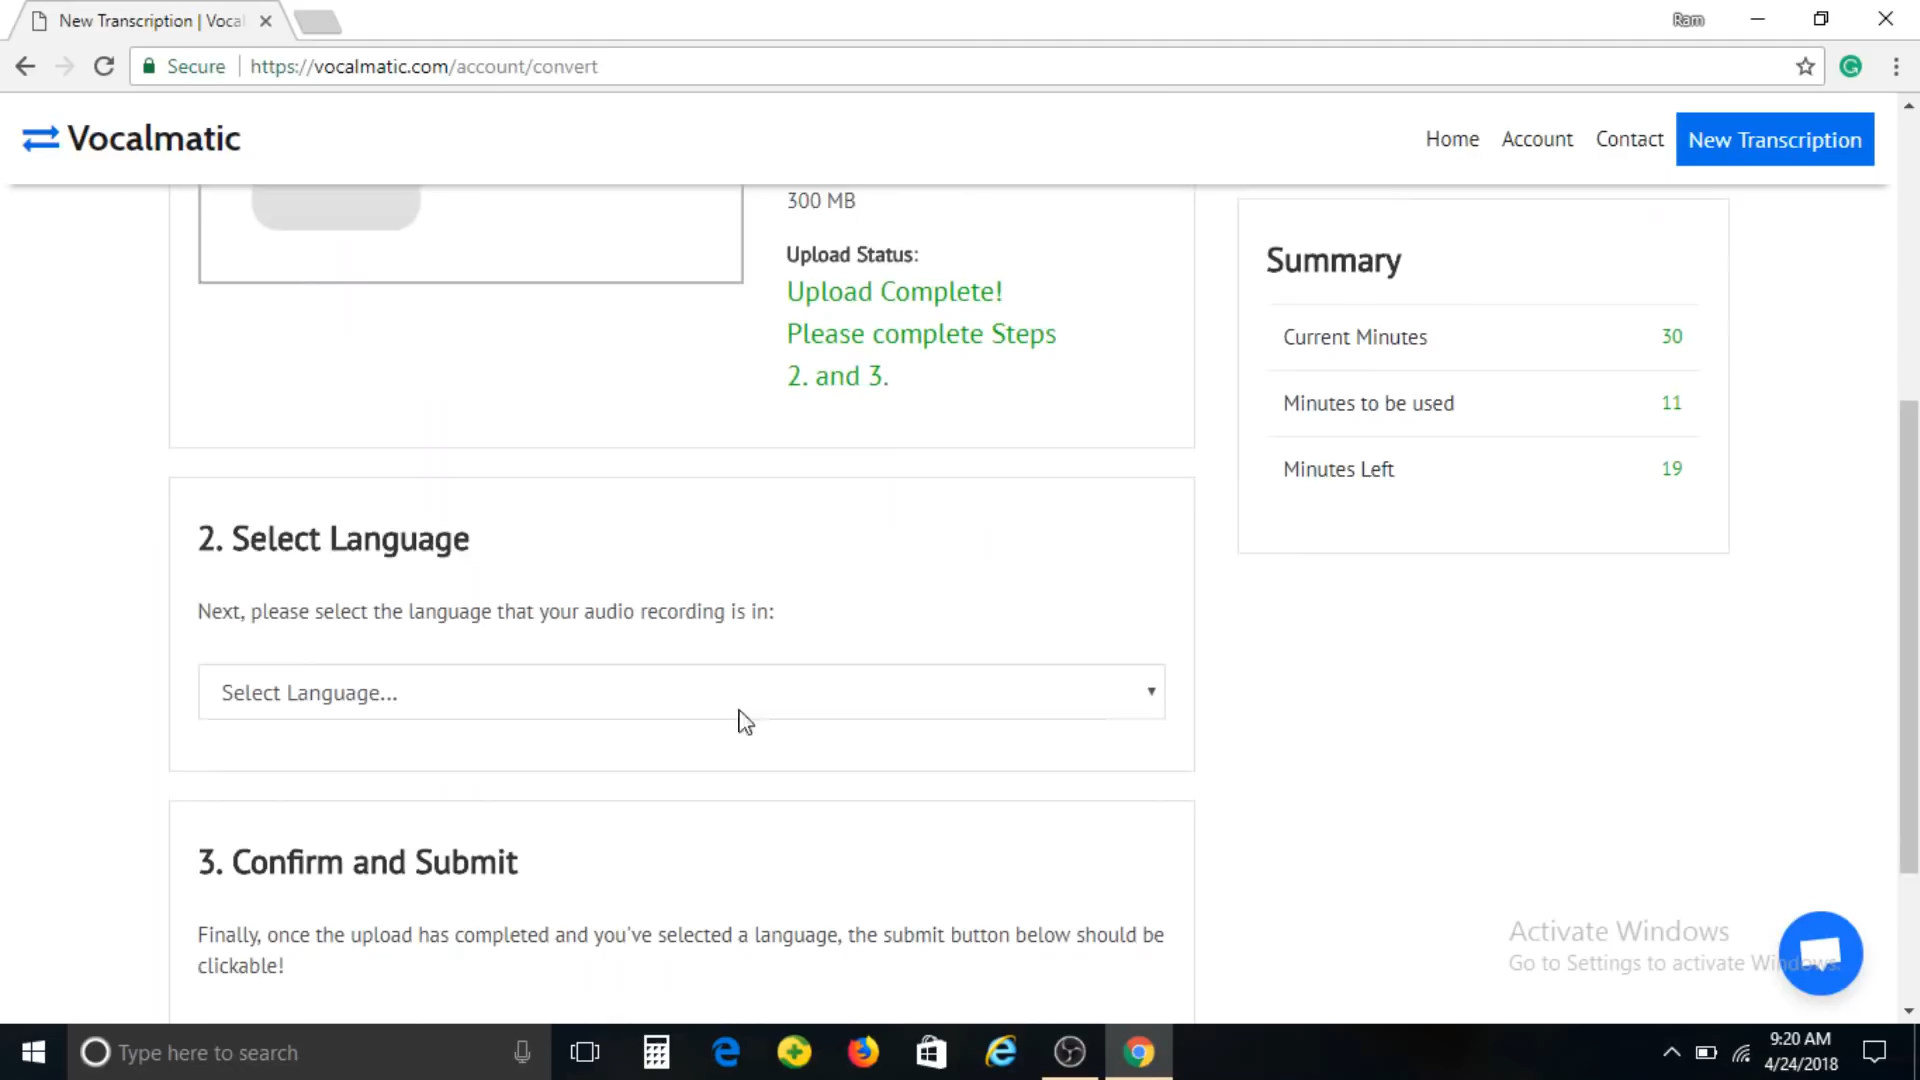 New Transcription | Voca
Ram
Secure
https://vocalmatic.com/account/convert
Vocalmatic
Home
Account
Contact
New Transcription
300 MB
Upload Status:
Upload Complete!
Please complete Steps
2. and 3.
Summary
Current Minutes 30
Minutes to be used 11
Minutes Left 19
2. Select Language
Next, please select the language that your audio recording is in:
Select Language...
3. Confirm and Submit
Finally, once the upload has completed and you've selected a language, the submit button below should be
clickable!
Activate Windows
Go to Settings to activate Windows.
Type here to search
9:20 AM
4/24/2018